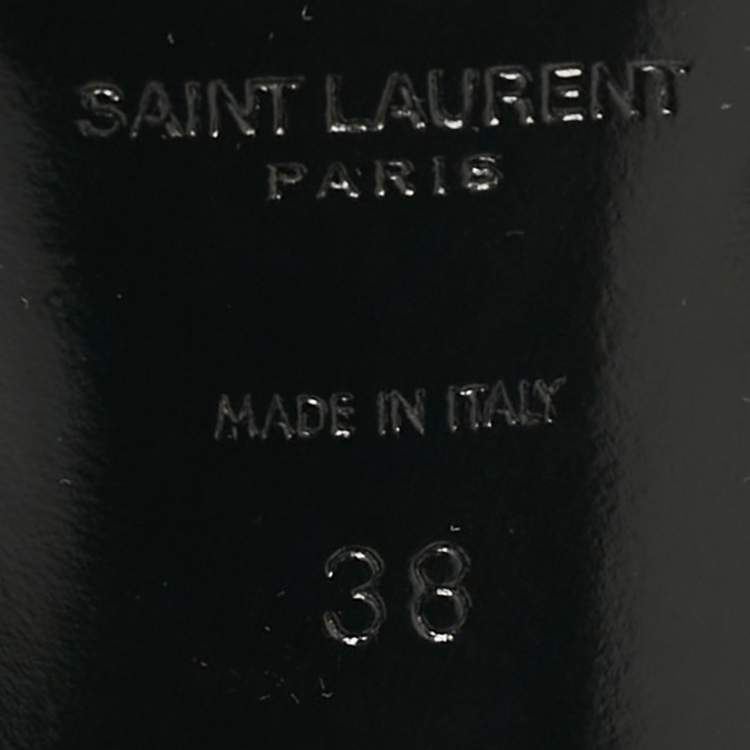 SAINT LAURENT
PARIS
MADE IN ITALY
38